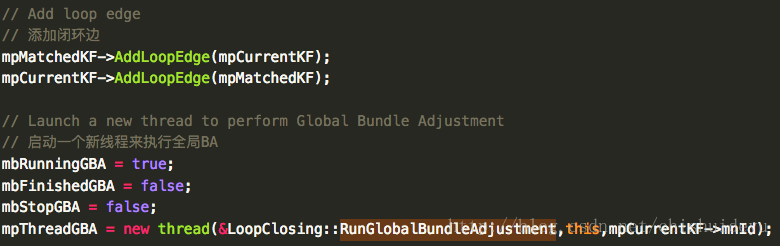 // Add loop edge
// 添加闭环边
mpMatchedKF->AddLoopEdge(mpCurrentKF);
mpCurrentKF->AddLoopEdge(mpMatchedKF);
// Launch a new thread to perform Global Bundle Adjustment
// 启动一个新线程来执行全局BA
mbRunningGBA = true;
mbFinishedGBA = false;
mbStopGBA = false;
mpThreadGBA = new thread(&LoopClosing::RunGlobalBundleAdjustment,this,mpCurrentKF->mnId);